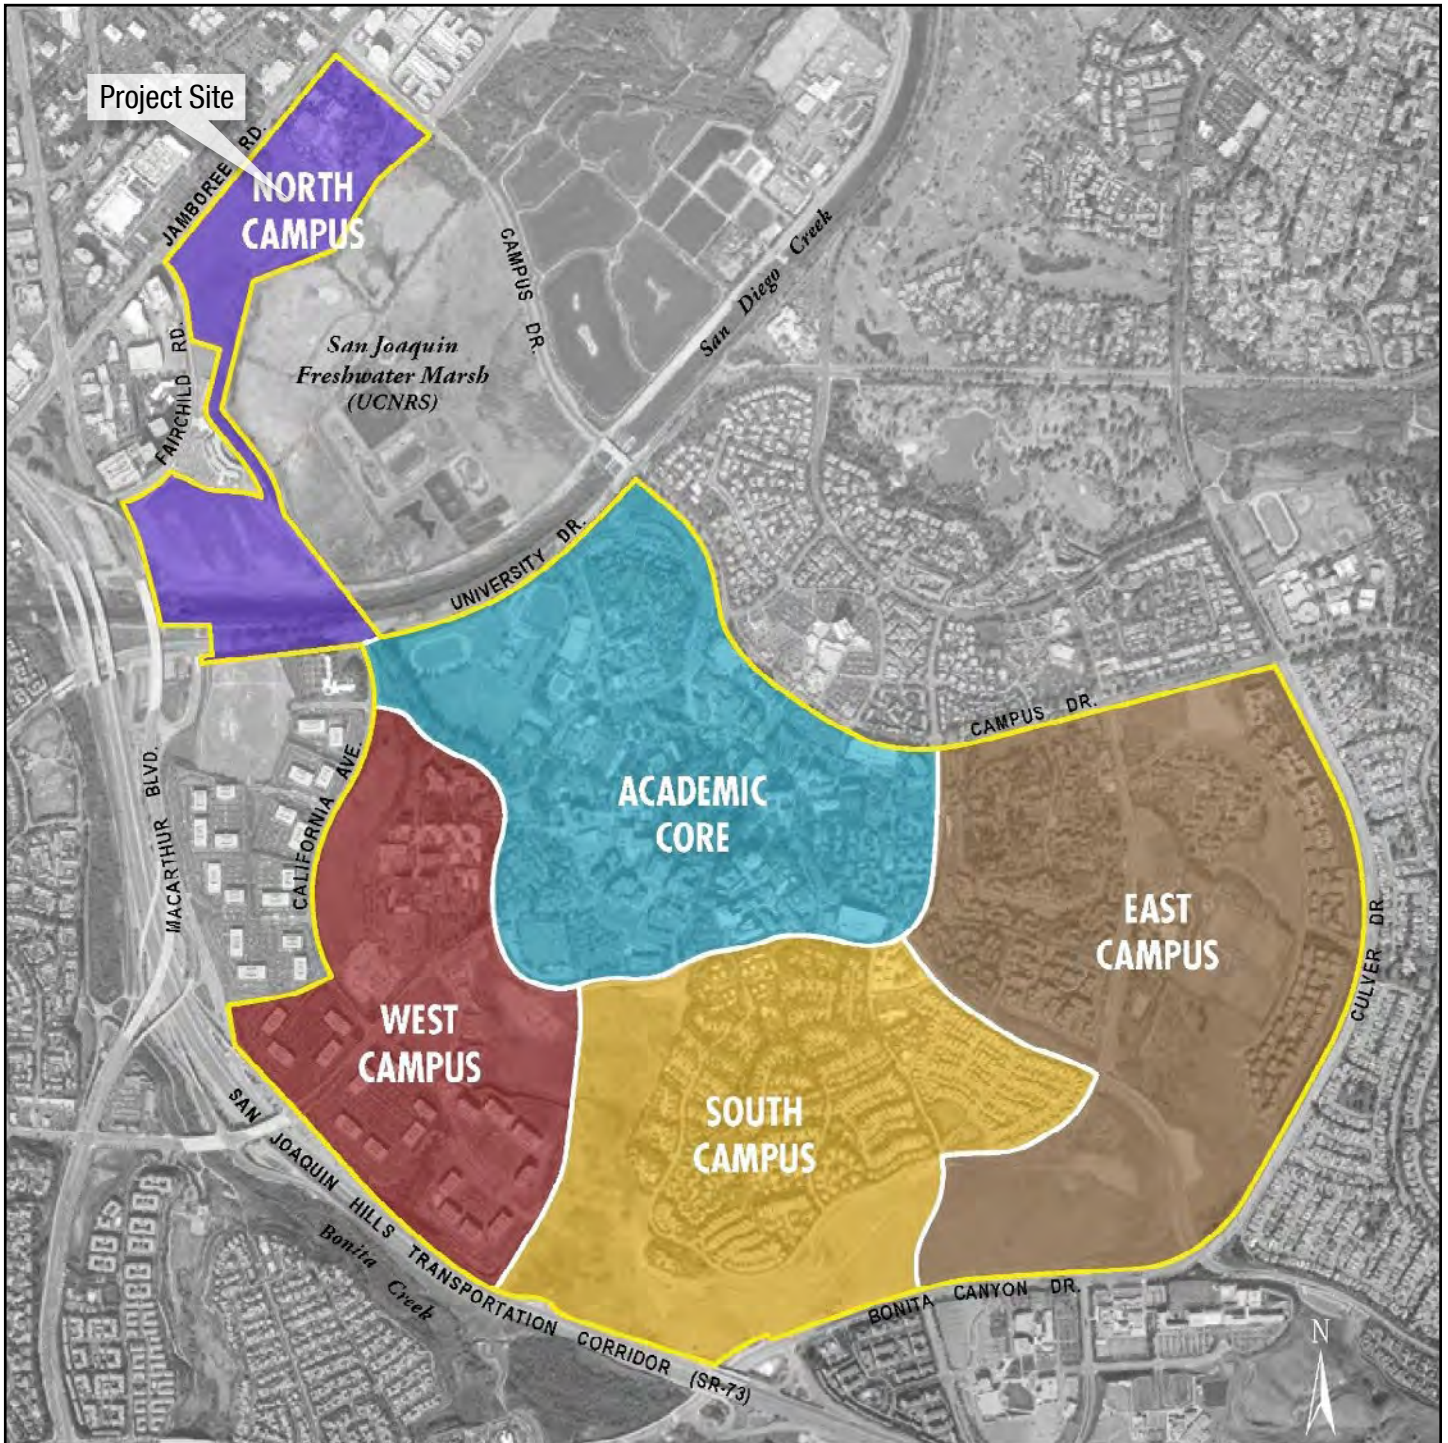 Project Site
JAMBOREE RD.
NORTH
CAMPUS
CAMPUS DR.
San Diego Creek
San Joaquin
Freshwater Marsh
(UCNRS)
FAIRCHILD RD.
UNIVERSITY DR.
CAMPUS DR.
MACARTHUR BLVD.
CALIFORNIA AVE.
ACADEMIC
CORE
EAST
CAMPUS
CULVER DR.
WEST
CAMPUS
SOUTH
CAMPUS
SAN JOAQUIN HILLS TRANSPORTATION CORRIDOR (SR-73)
Bonita Creek
BONITA CANYON DR.
N